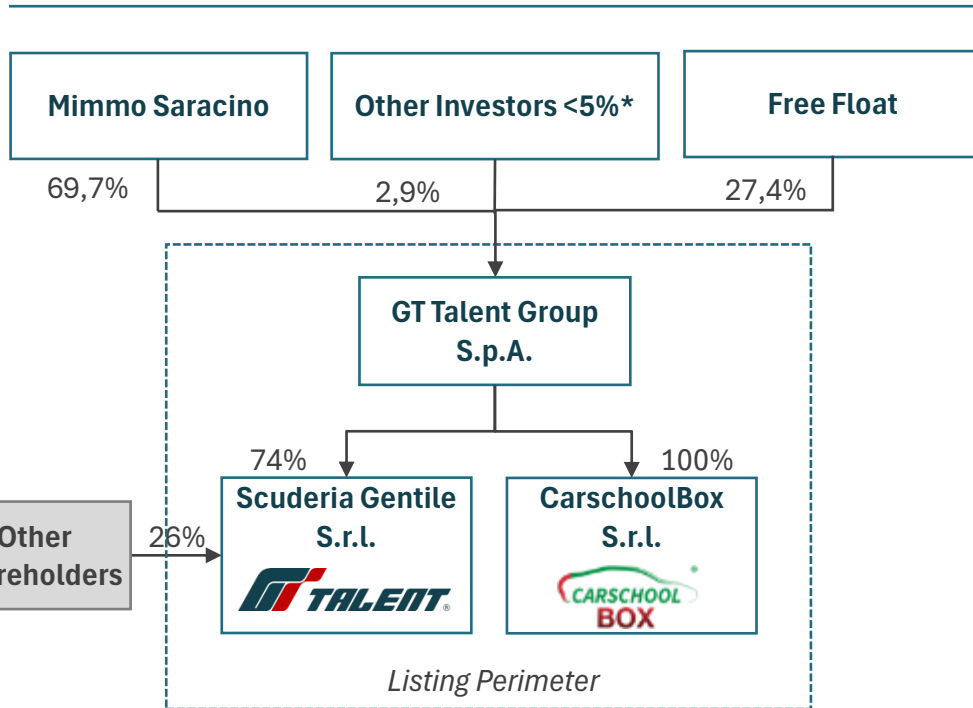 Mimmo Saracino
Other Investors <5%*
Free Float
69,7%
2,9%
27,4%
GT Talent Group
S.p.A.
74%
100%
Scuderia Gentile
S.r.l.
GT TALENT®
CarschoolBox
S.r.l.
CARSCHOOL
BOX
Other
reholders
26%
Listing Perimeter